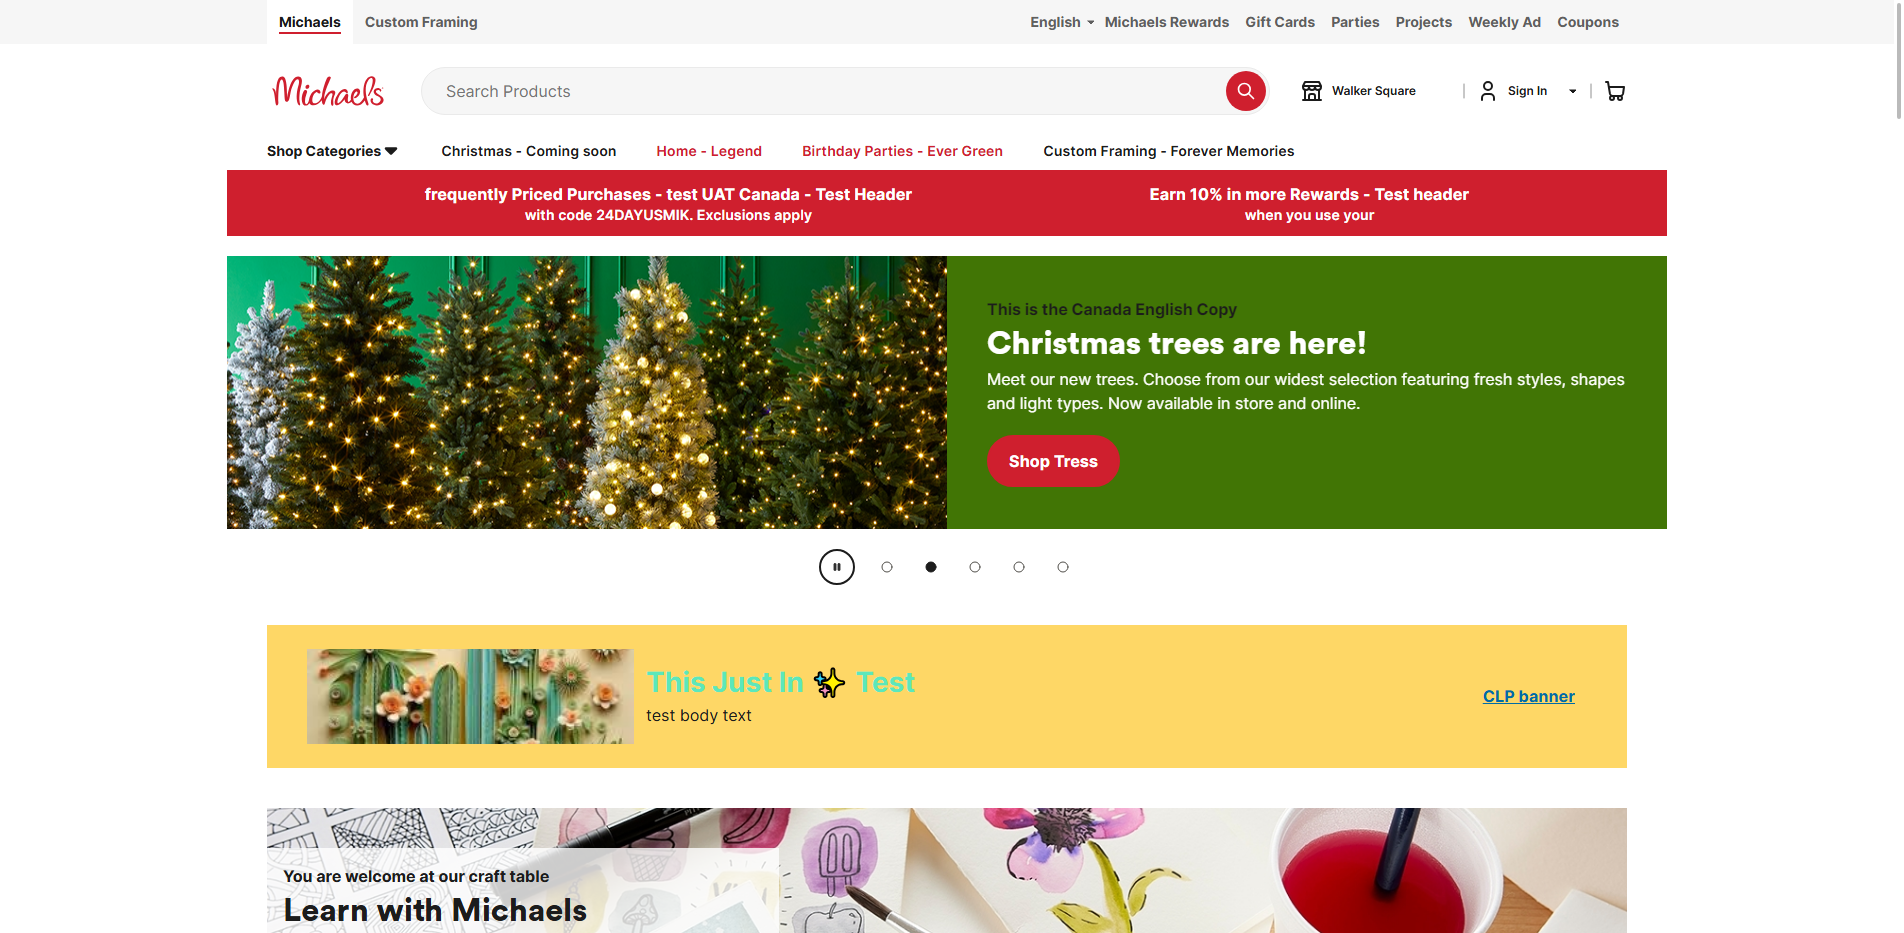 Michaels
Custom Framing
English
Michaels Rewards
Gift Cards
Parties
Projects
Weekly Ad
Coupons
Michaels
Search Products
Walker Square
Sign In
Shop Categories
Christmas - Coming soon
Home - Legend
Birthday Parties - Ever Green
Custom Framing - Forever Memories
frequently Priced Purchases - test UAT Canada - Test Header
with code 24DAYUSMIK. Exclusions apply
Earn 10% in more Rewards - Test header
when you use your
This is the Canada English Copy
Christmas trees are here!
Meet our new trees. Choose from our widest selection featuring fresh styles, shapes
and light types. Now available in store and online.
Shop Tress
This Just In ✨ Test
test body text
CLP banner
You are welcome at our craft table
Learn with Michaels